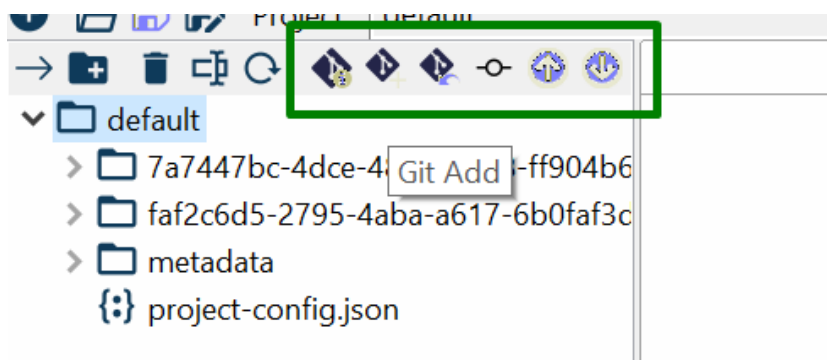 Project default
default
7a7447bc-4dce-4
-ff904b6
Git Add
faf2c6d5-2795-4aba-a617-6b0faf3c
metadata
{:} project-config.json